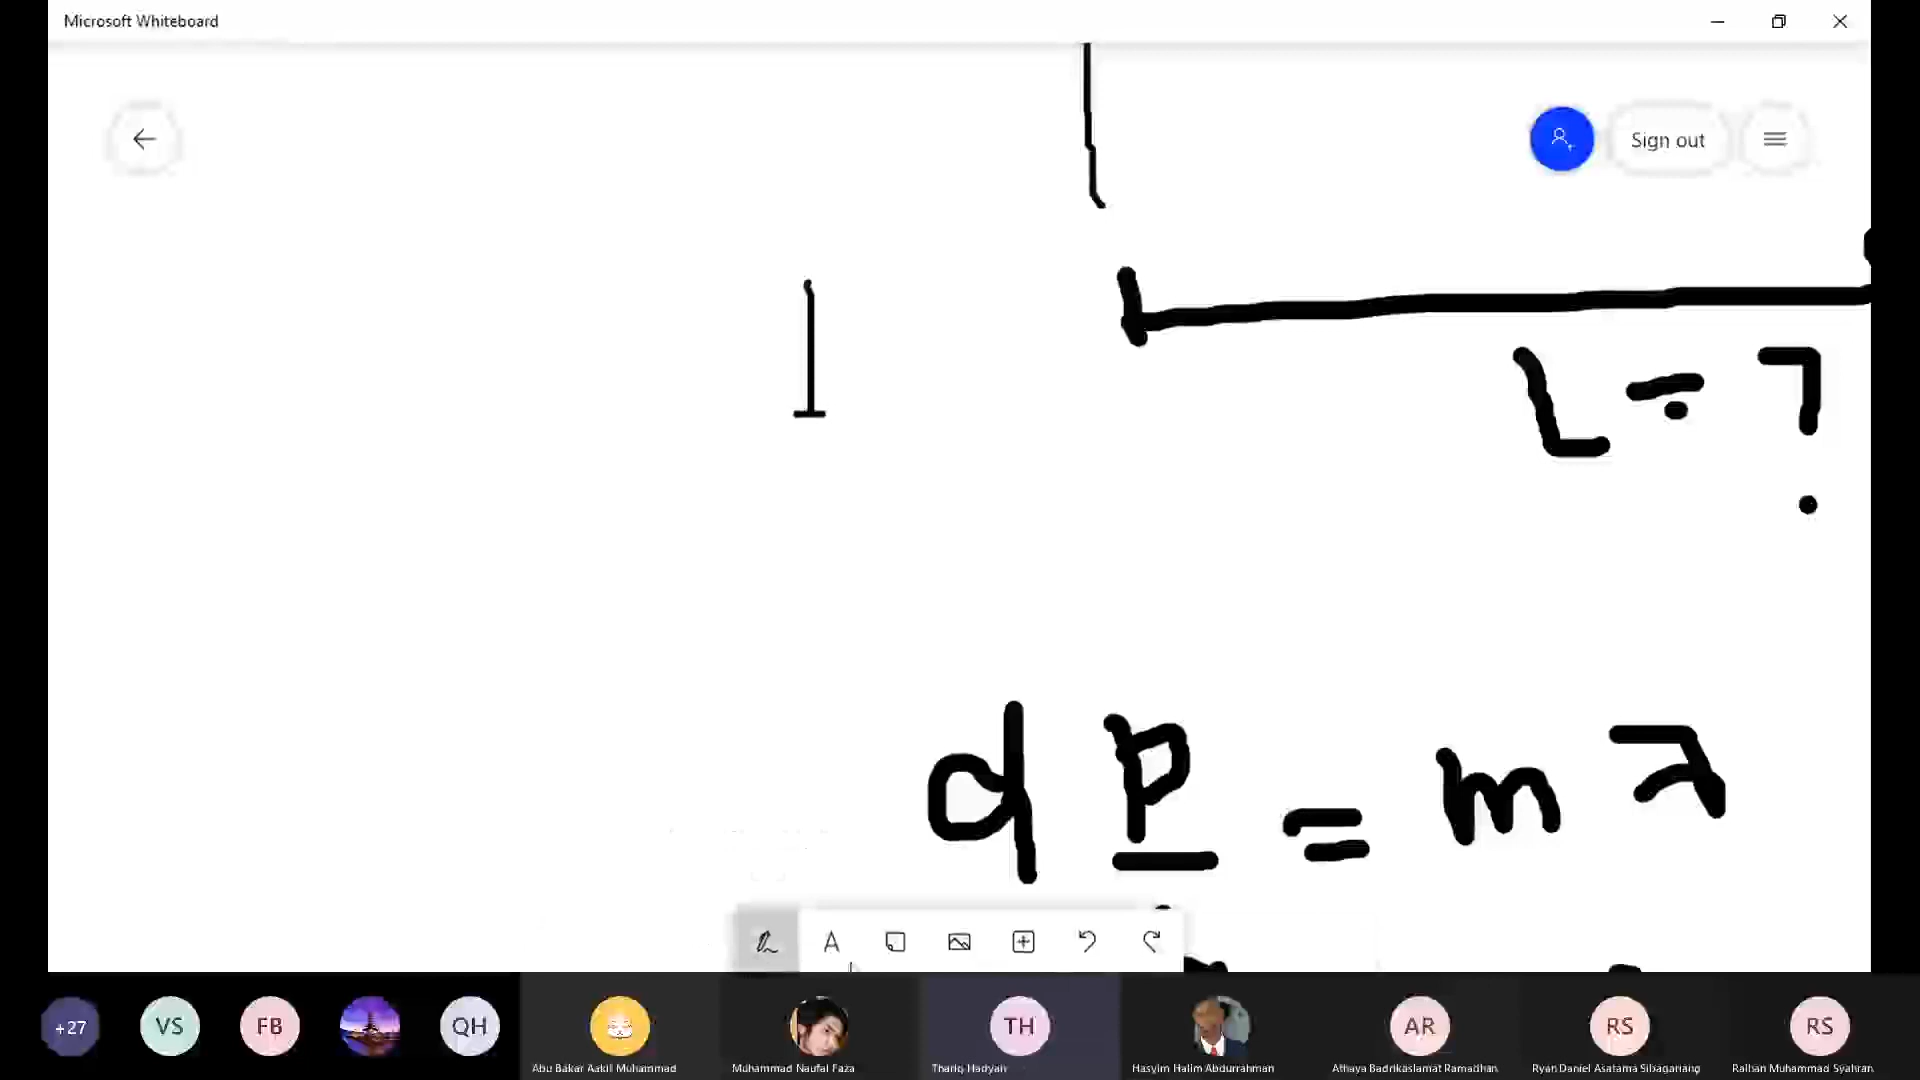 Microsoft Whiteboard
Sign out
L = ?
d p = m λ
+27
VS
FB
QH
TH
AR
RS
RS
Abu Bakar Aakif Muhammad
Muhammad Naufal Faza
Thariq Hadyan
Hasyim Halim Abdurrahman
Athaya Badrikaslamat Ramadhan
Ryan Daniel Asatama Sibagariang
Raihan Muhammad Syahran